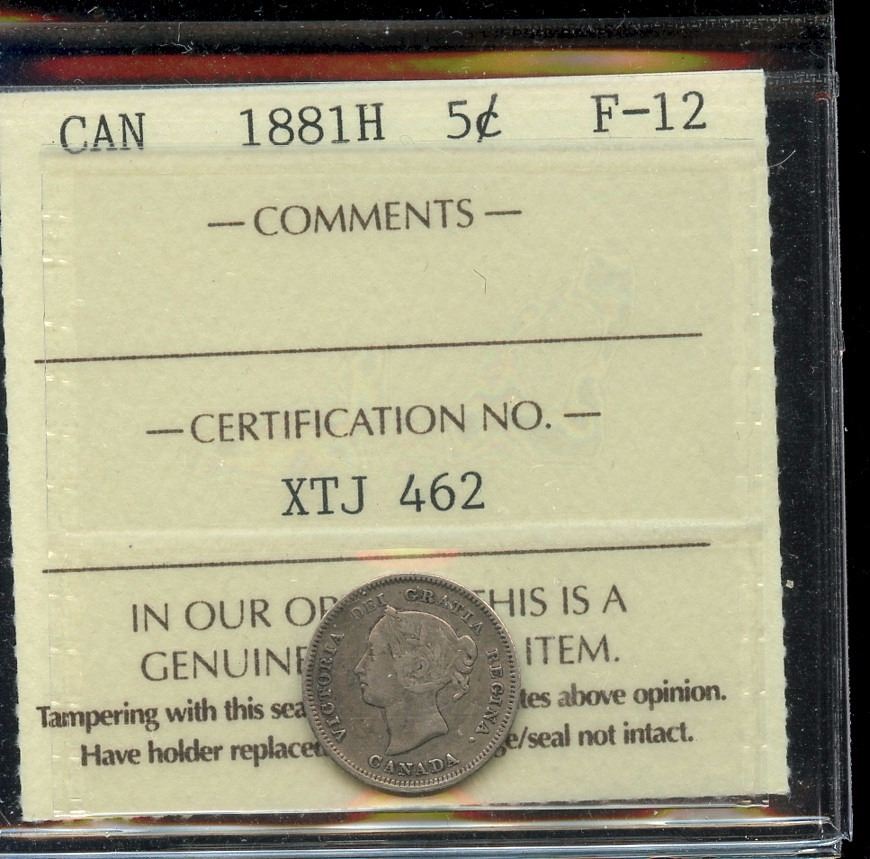 CAN 1881H 5¢ F-12
— COMMENTS —
— CERTIFICATION NO. —
XTJ 462
IN OUR OP THIS IS A
GENUINE ITEM.
Tampering with this sea tes above opinion.
Have holder replaced e/seal not intact.
VICTORIA DEI GRATIA REGINA.
CANADA